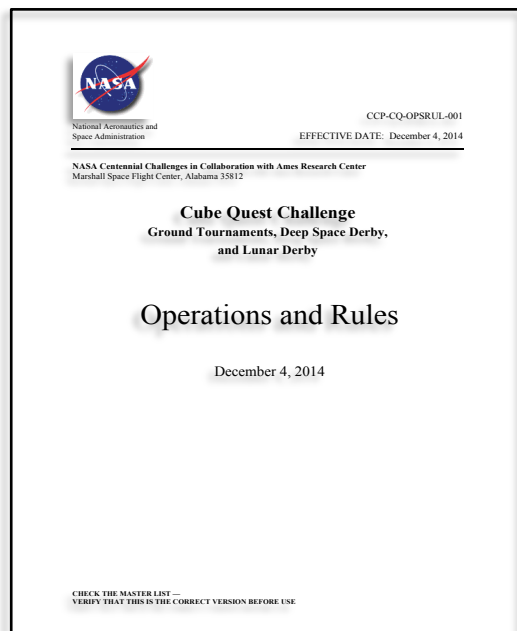 NASA
National Aeronautics and
Space Administration
CCP-CQ-OPSRUL-001
EFFECTIVE DATE: December 4, 2014
NASA Centennial Challenges in Collaboration with Ames Research Center
Marshall Space Flight Center, Alabama 35812
Cube Quest Challenge
Ground Tournaments, Deep Space Derby,
and Lunar Derby
Operations and Rules
December 4, 2014
CHECK THE MASTER LIST —
VERIFY THAT THIS IS THE CORRECT VERSION BEFORE USE